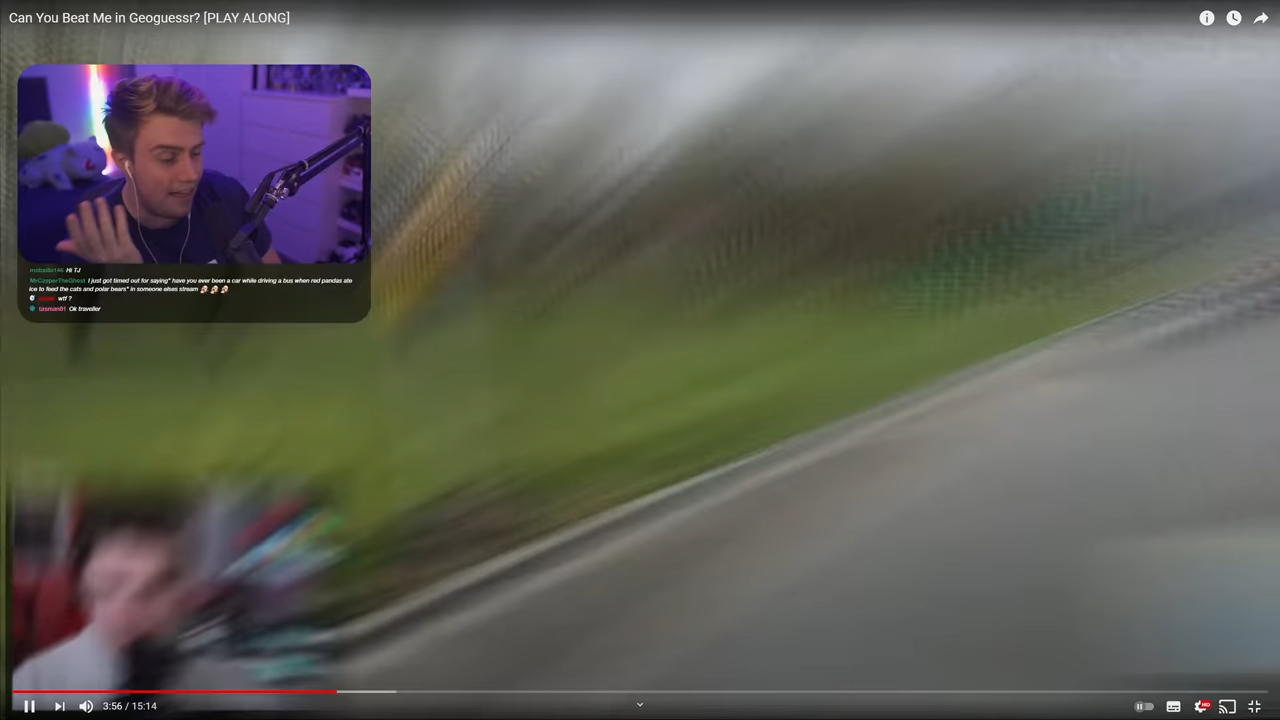 Can You Beat Me in Geoguessr? [PLAY ALONG]
Hi TJ
MrCasperTheGhost I just got timed out for saying" have you ever been a car while driving a bus when red pandas ate
ice to feed the cats and polar bears" in someone elses stream
wtf ?
tasman61 Ok traveller
3:56 / 15:14
HD